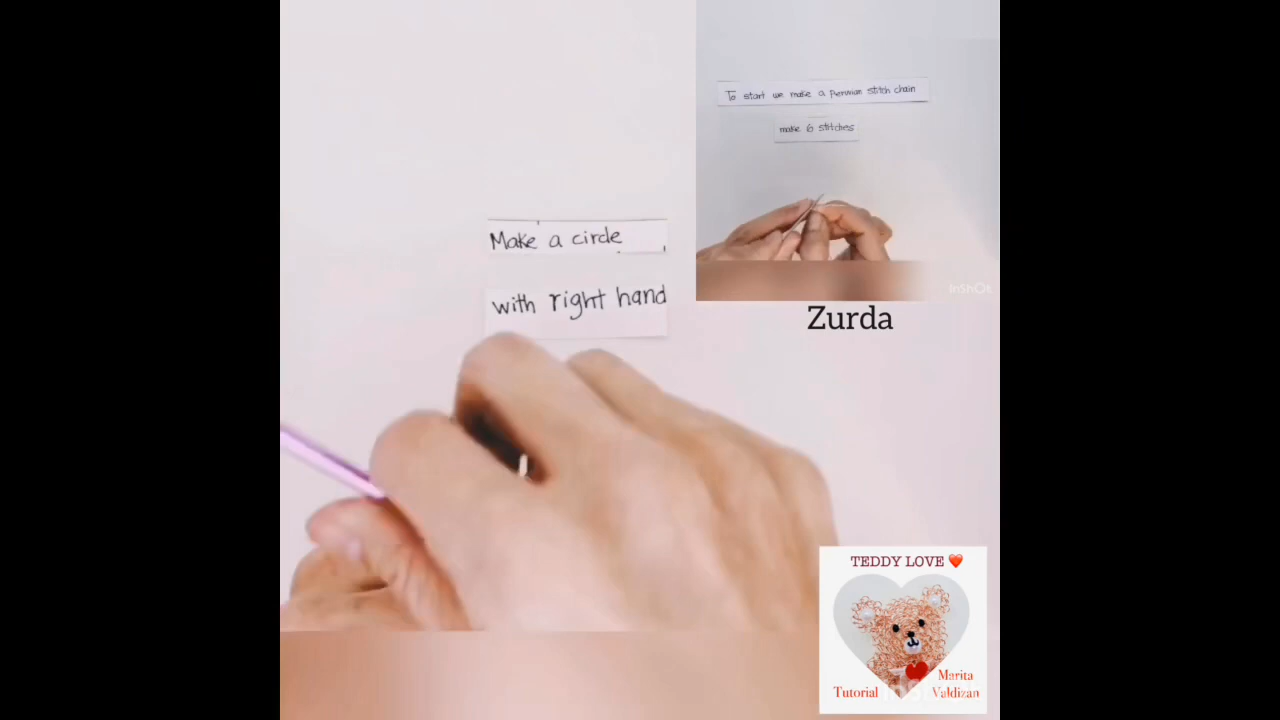 To start we make a Peruvian stitch chain
make 6 stitches
Make a circle
with right hand
InShOt
Zurda
TEDDY LOVE ❤️
Tutorial
Marita
Valdizan